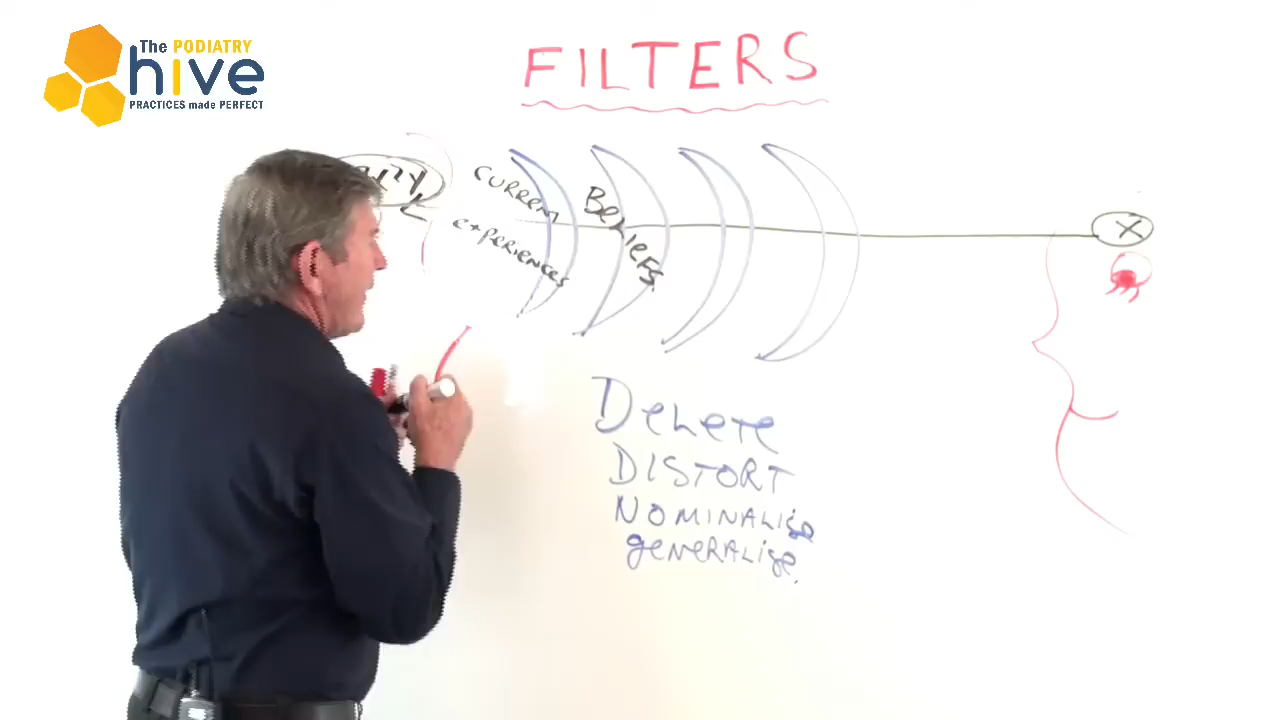 The PODIATRY
hive
PRACTICES made PERFECT
FILTERS
CURRENT
experiences
BELIEFS
X
DELETE
DISTORT
NOMINALISE
generalise.